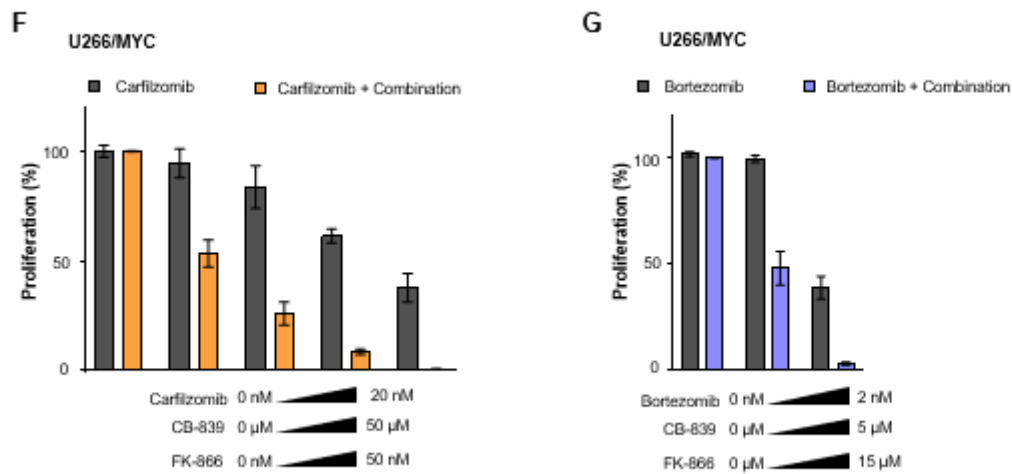 F
U266/MYC
Carfilzomib Carfilzomib + Combination
Proliferation (%)
100
50
0
Carfilzomib 0 nM 20 nM
CB-839 0 µM 50 µM
FK-866 0 nM 50 nM
G
U266/MYC
Bortezomib Bortezomib + Combination
Proliferation (%)
100
50
0
Bortezomib 0 nM 2 nM
CB-839 0 µM 5 µM
FK-866 0 µM 15 µM